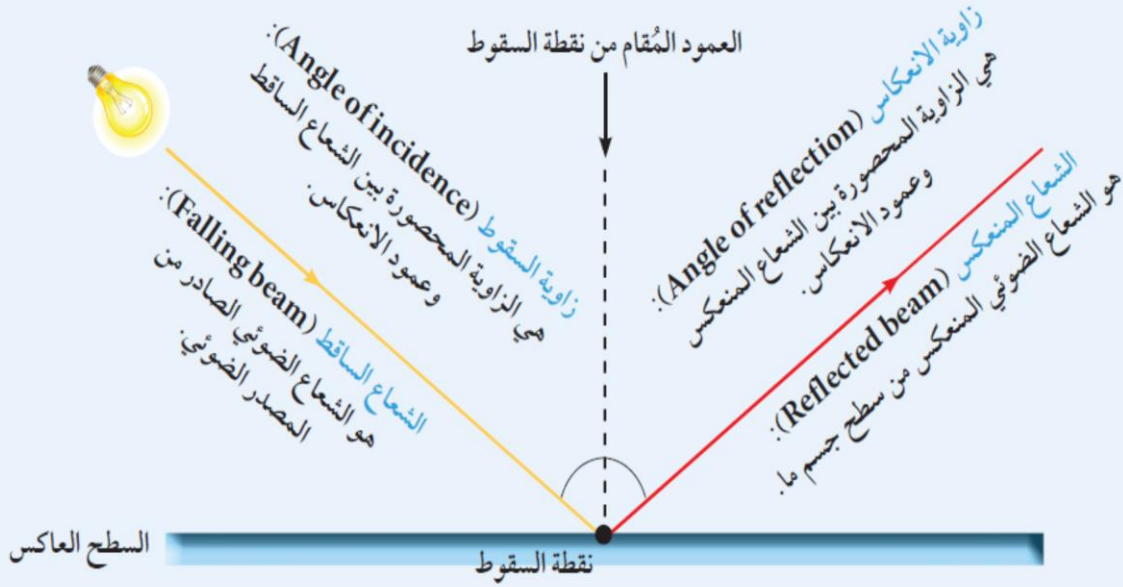 العمود المُقام من نقطة السقوط
زاوية الانعكاس (Angle of reflection):
هي الزاوية المحصورة بين الشعاع المنعكس
وعمود الانعكاس.
الشعاع المنعكس (Reflected beam):
هو الشعاع الضوئي المنعكس من سطح جسم ما.
زاوية السقوط (Angle of incidence):
هي الزاوية المحصورة بين الشعاع الساقط
وعمود الانعكاس.
الشعاع الساقط (Falling beam):
هو الشعاع الضوئي الصادر من
المصدر الضوئي.
السطح العاكس
نقطة السقوط